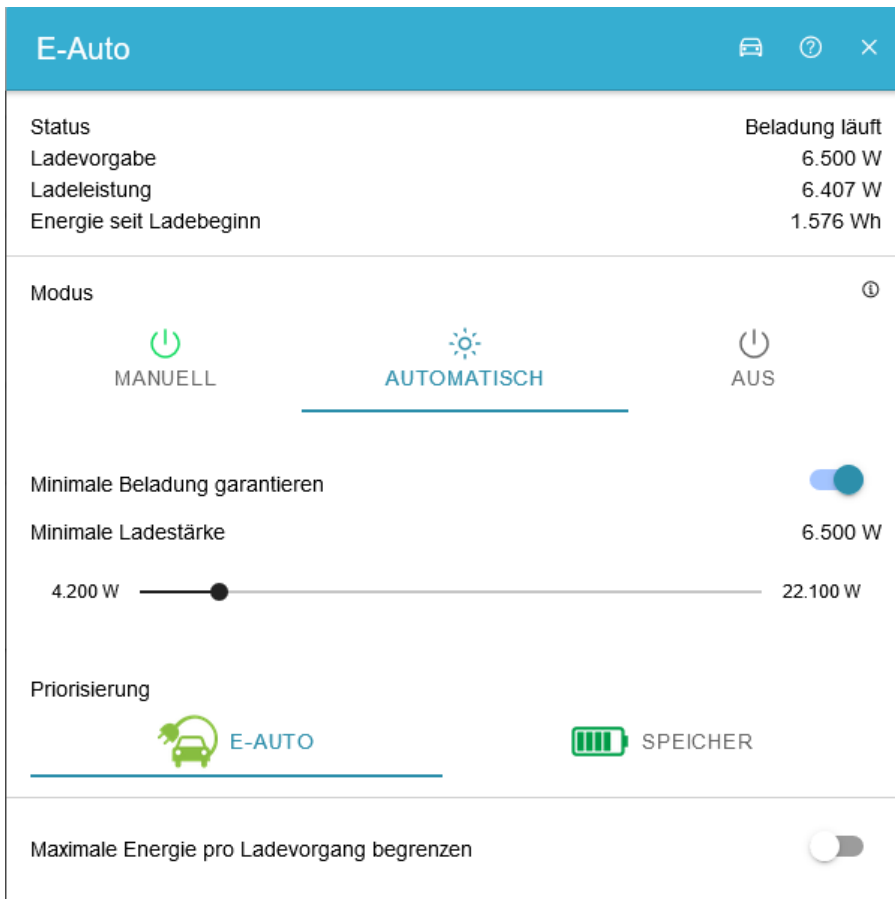 E-Auto
Status Beladung läuft
Ladevorgabe 6.500 W
Ladeleistung 6.407 W
Energie seit Ladebeginn 1.576 Wh
Modus
MANUELL AUTOMATISCH AUS
Minimale Beladung garantieren
Minimale Ladestärke 6.500 W
4.200 W 22.100 W
Priorisierung
E-AUTO SPEICHER
Maximale Energie pro Ladevorgang begrenzen